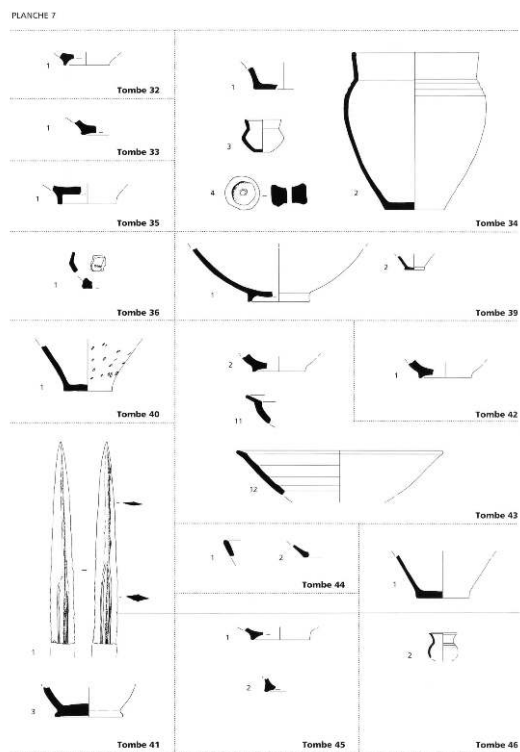 PLANCHE 7
1
Tombe 32
1
Tombe 33
1
Tombe 35
1
3
4
2
Tombe 34
1
Tombe 36
1
2
Tombe 39
1
Tombe 40
2
11
12
Tombe 43
1
Tombe 42
1
3
Tombe 41
1
2
Tombe 44
1
2
Tombe 45
1
2
Tombe 46